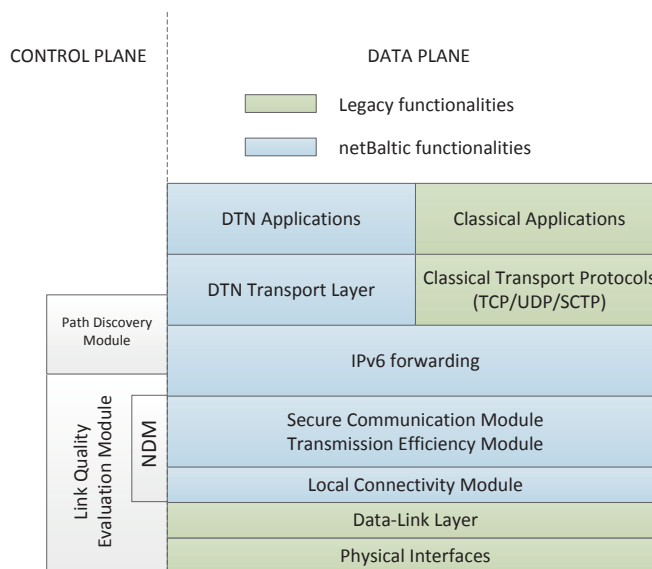 CONTROL PLANE
DATA PLANE
Legacy functionalities
netBaltic functionalities
DTN Applications
Classical Applications
DTN Transport Layer
Classical Transport Protocols
(TCP/UDP/SCTP)
Path Discovery
Module
IPv6 forwarding
Link Quality
Evaluation Module
NDM
Secure Communication Module
Transmission Efficiency Module
Local Connectivity Module
Data-Link Layer
Physical Interfaces